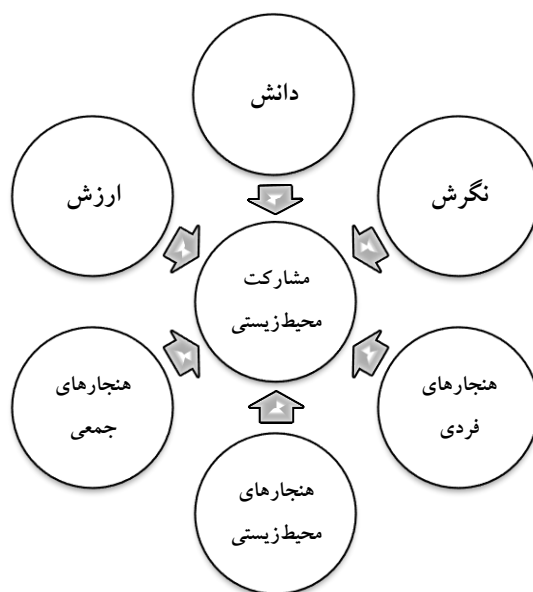 دانش
نگرش
ارزش
مشارکت
محیط‌زیستی
هنجارهای
فردی
هنجارهای
جمعی
هنجارهای
محیط‌زیستی